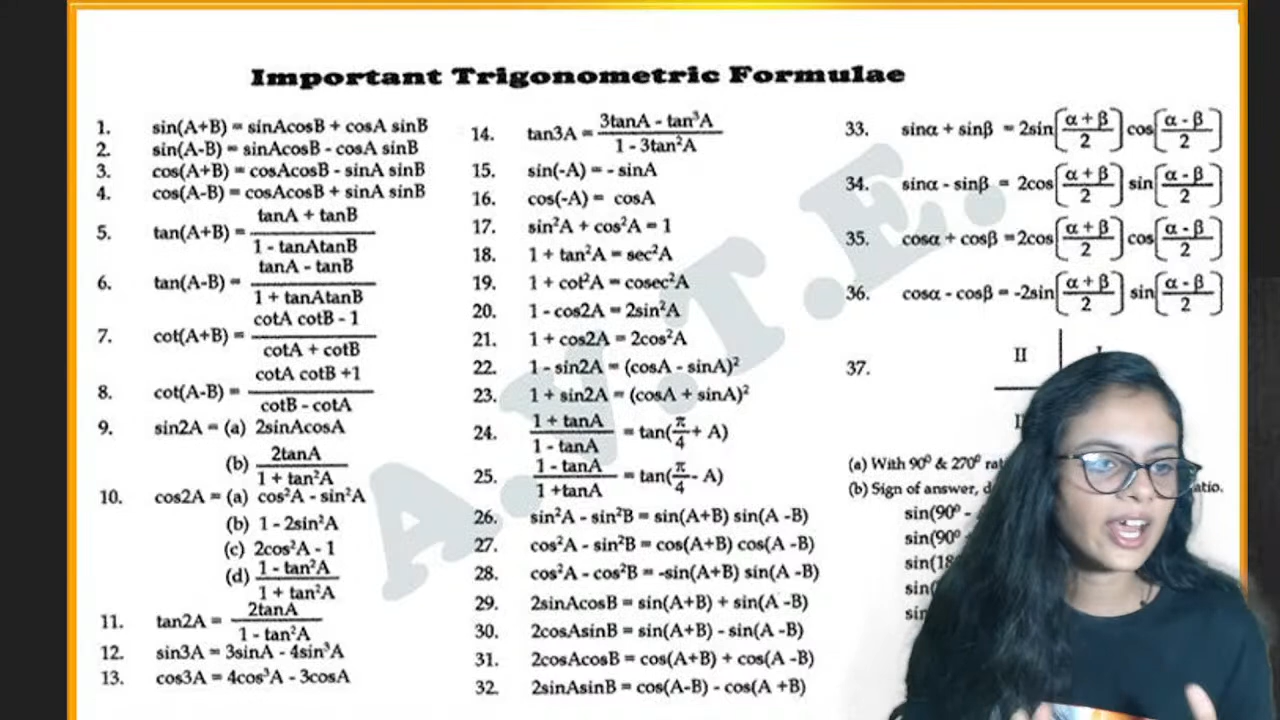 Important Trigonometric Formulae
1. sin(A+B) = sinAcosB + cosA sinB
2. sin(A-B) = sinAcosB - cosA sinB
3. cos(A+B) = cosAcosB - sinA sinB
4. cos(A-B) = cosAcosB + sinA sinB
5. tan(A+B) = (tanA + tanB)/(1 - tanAtanB)
6. tan(A-B) = (tanA - tanB)/(1 + tanAtanB)
7. cot(A+B) = (cotA cotB - 1)/(cotA + cotB)
8. cot(A-B) = (cotA cotB +1)/(cotB - cotA)
9. sin2A = (a) 2sinAcosA
(b) 2tanA/(1 + tan²A)
10. cos2A = (a) cos²A - sin²A
(b) 1 - 2sin²A
(c) 2cos²A - 1
(d) (1 - tan²A)/(1 + tan²A)
11. tan2A = 2tanA/(1 - tan²A)
12. sin3A = 3sinA - 4sin³A
13. cos3A = 4cos³A - 3cosA
14. tan3A = (3tanA - tan³A)/(1 - 3tan²A)
15. sin(-A) = - sinA
16. cos(-A) = cosA
17. sin²A + cos²A = 1
18. 1 + tan²A = sec²A
19. 1 + cot²A = cosec²A
20. 1 - cos2A = 2sin²A
21. 1 + cos2A = 2cos²A
22. 1 - sin2A = (cosA - sinA)²
23. 1 + sin2A = (cosA + sinA)²
24. (1 + tanA)/(1 - tanA) = tan(π/4 + A)
25. (1 - tanA)/(1 +tanA) = tan(π/4 - A)
26. sin²A - sin²B = sin(A+B) sin(A -B)
27. cos²A - sin²B = cos(A+B) cos(A -B)
28. cos²A - cos²B = -sin(A+B) sin(A -B)
29. 2sinAcosB = sin(A+B) + sin(A -B)
30. 2cosAsinB = sin(A+B) - sin(A -B)
31. 2cosAcosB = cos(A+B) + cos(A -B)
32. 2sinAsinB = cos(A-B) - cos(A +B)
33. sinα + sinβ = 2sin[(α + β)/2] cos[(α - β)/2]
34. sinα - sinβ = 2cos[(α + β)/2] sin[(α - β)/2]
35. cosα + cosβ = 2cos[(α + β)/2] cos[(α - β)/2]
36. cosα - cosβ = -2sin[(α + β)/2] sin[(α - β)/2]
37. II I
(a) With 90⁰ & 270⁰
(b) Sign of answer,
sin(90⁰ -
sin(90⁰
sin(
sin(
sin
A.V.T.E.